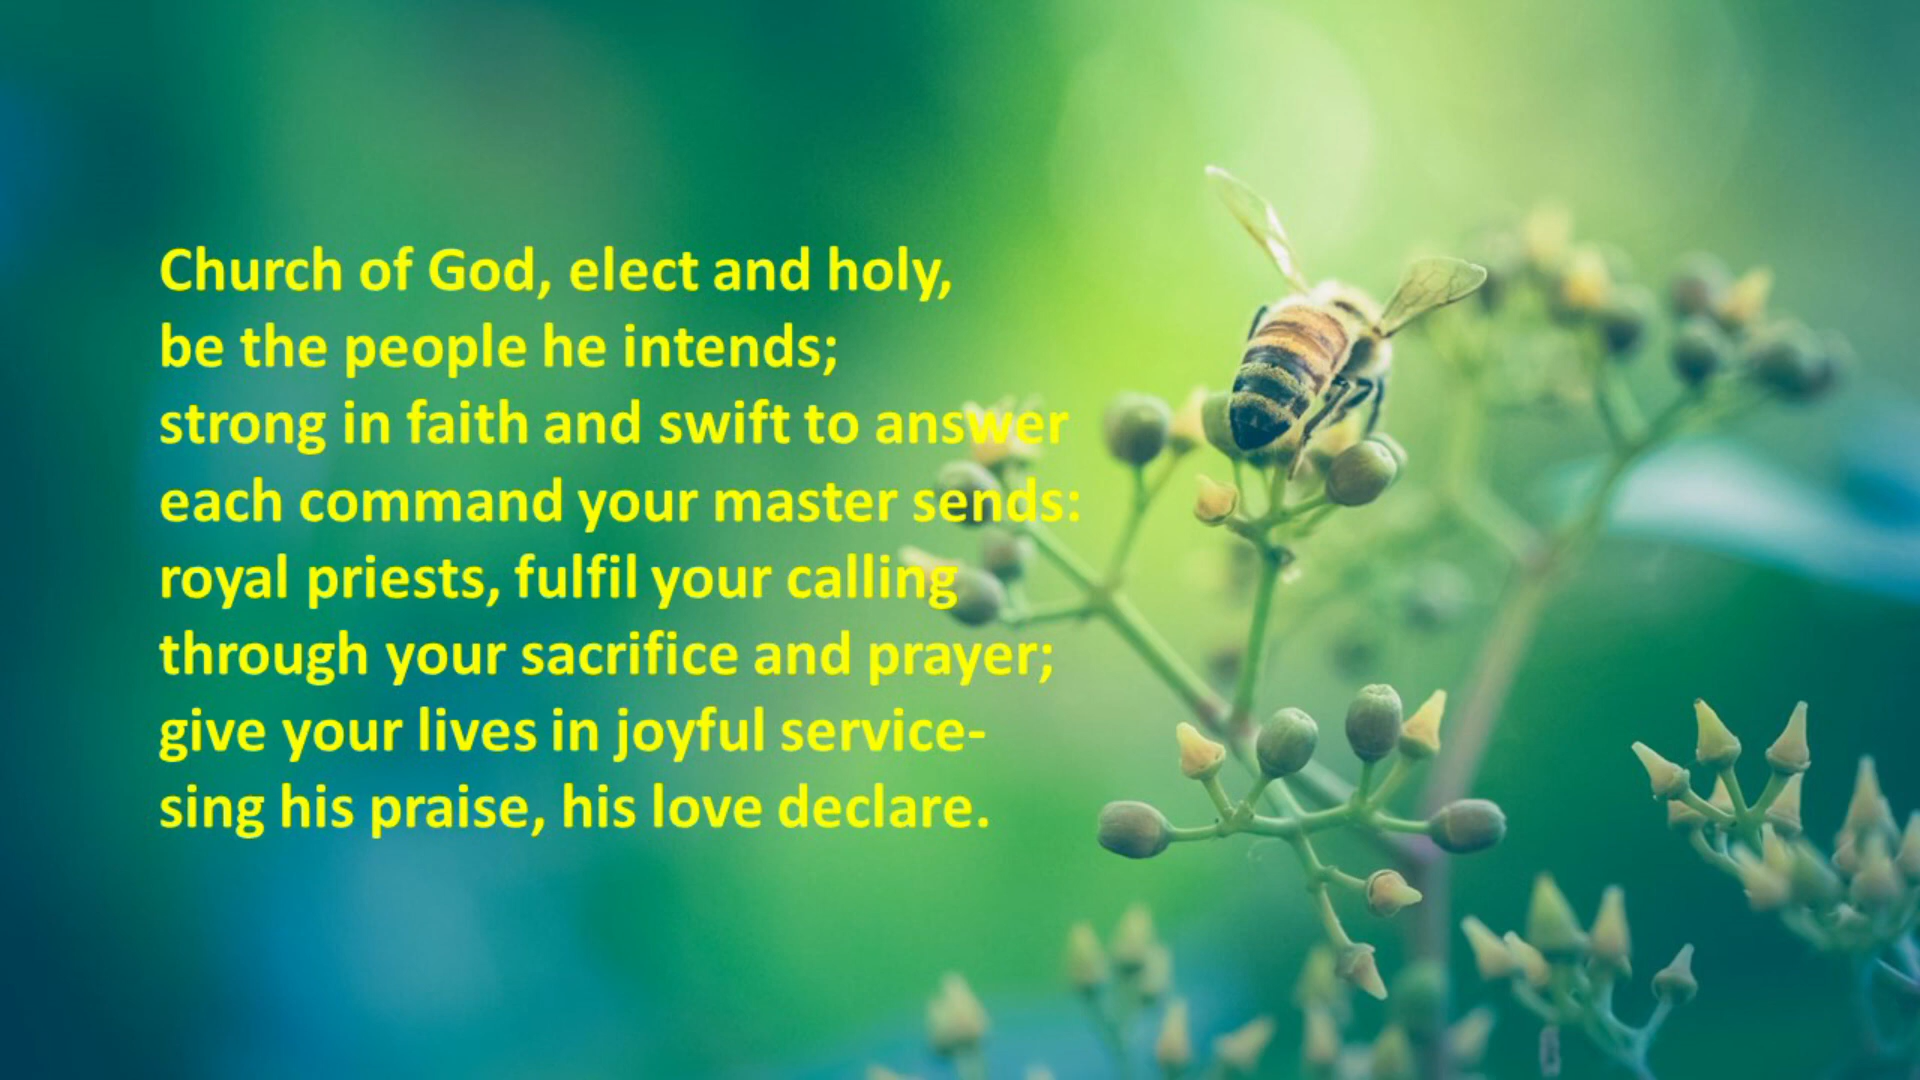 Church of God, elect and holy,
be the people he intends;
strong in faith and swift to answer
each command your master sends:
royal priests, fulfil your calling
through your sacrifice and prayer;
give your lives in joyful service-
sing his praise, his love declare.